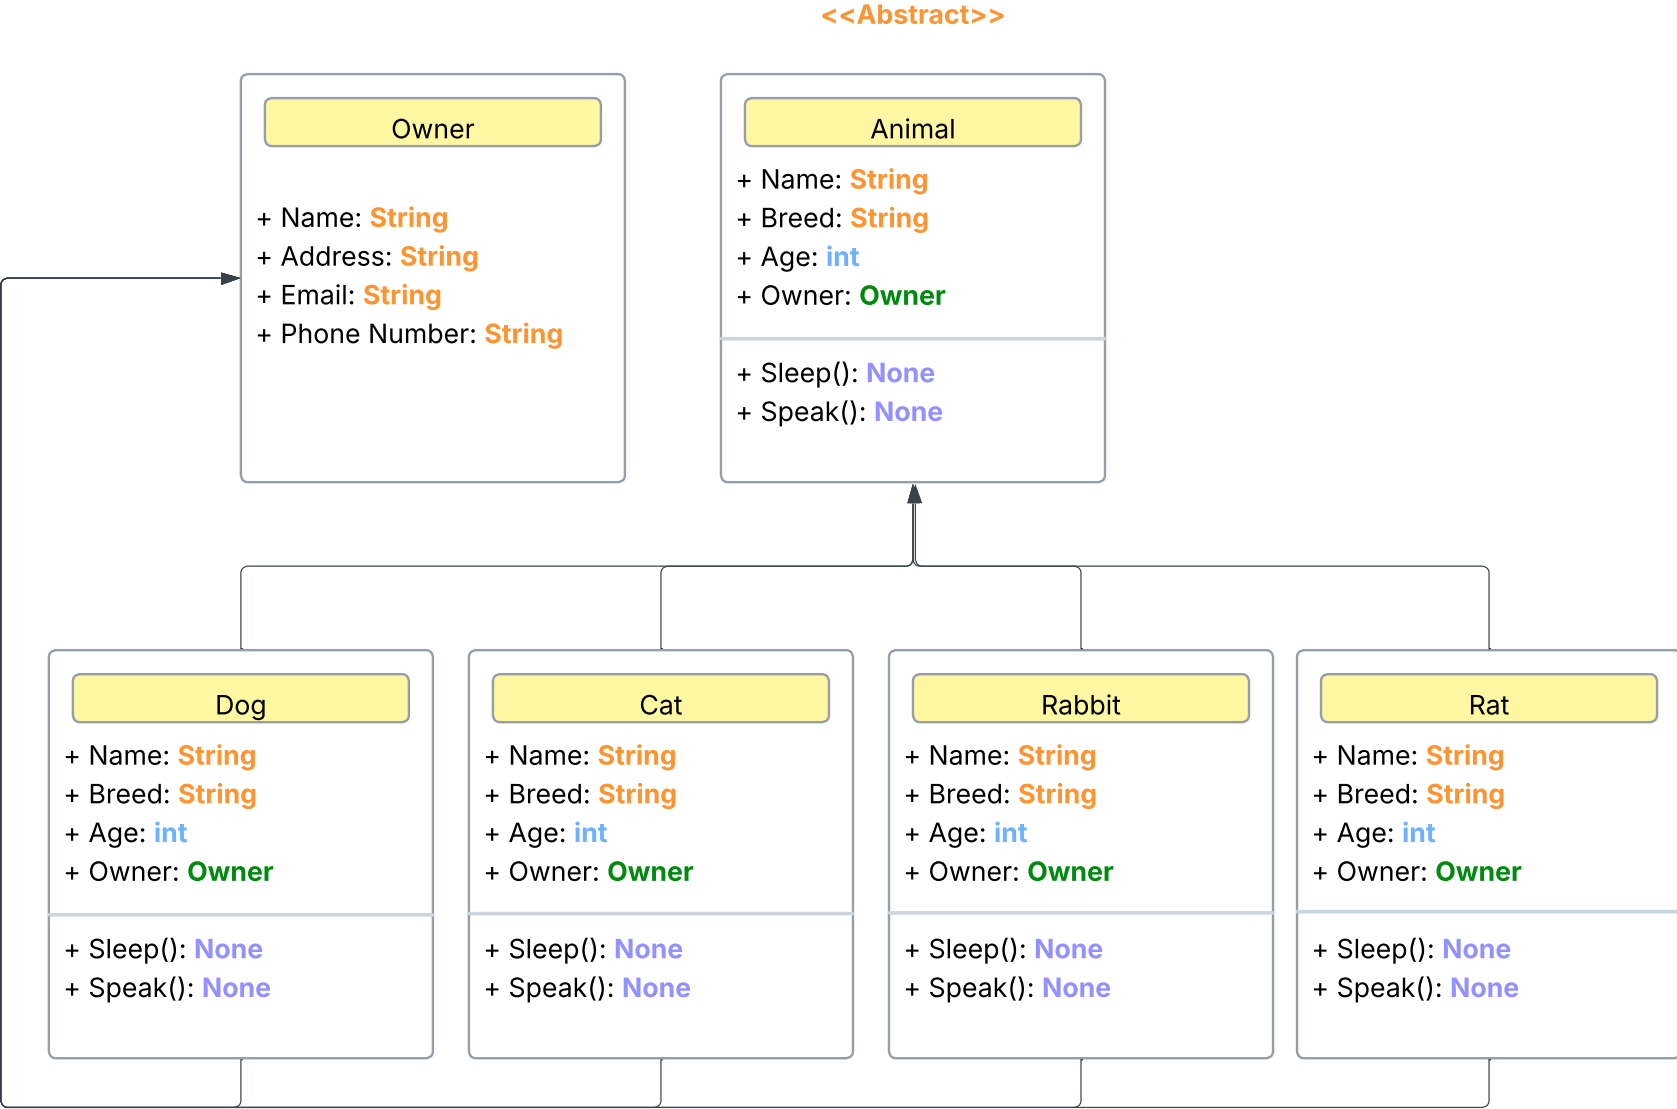 <<Abstract>>
Owner
+ Name: String
+ Address: String
+ Email: String
+ Phone Number: String
Animal
+ Name: String
+ Breed: String
+ Age: int
+ Owner: Owner
+ Sleep(): None
+ Speak(): None
Dog
+ Name: String
+ Breed: String
+ Age: int
+ Owner: Owner
+ Sleep(): None
+ Speak(): None
Cat
+ Name: String
+ Breed: String
+ Age: int
+ Owner: Owner
+ Sleep(): None
+ Speak(): None
Rabbit
+ Name: String
+ Breed: String
+ Age: int
+ Owner: Owner
+ Sleep(): None
+ Speak(): None
Rat
+ Name: String
+ Breed: String
+ Age: int
+ Owner: Owner
+ Sleep(): None
+ Speak(): None